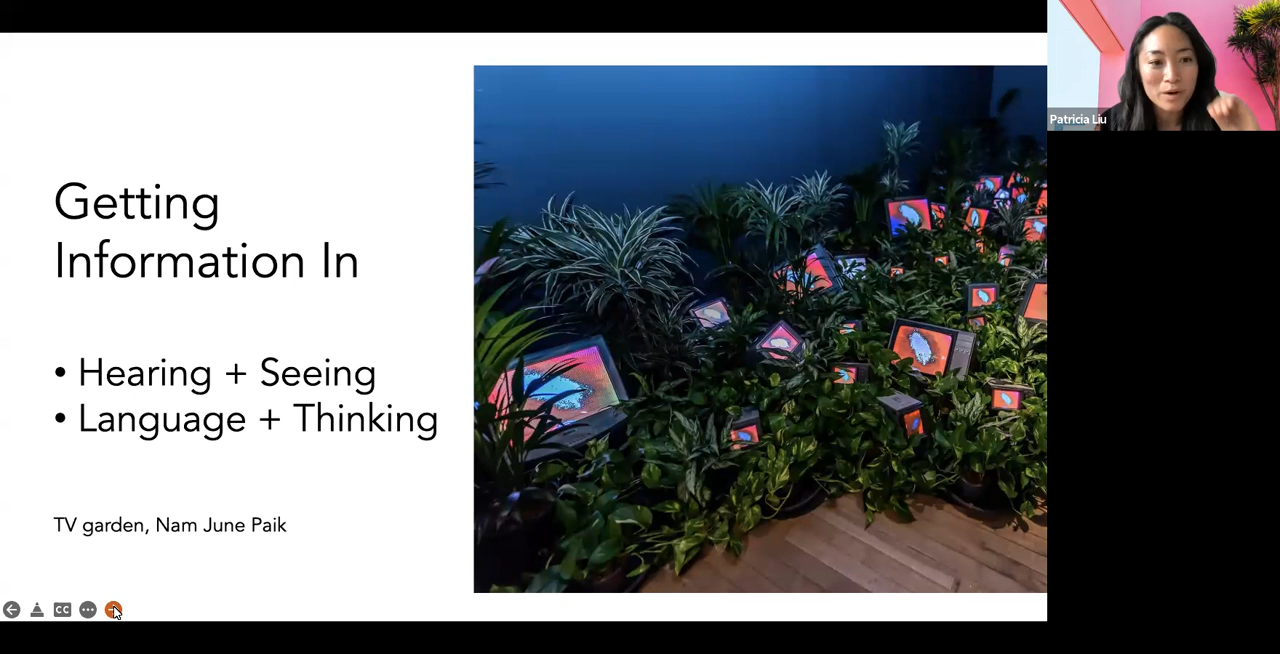 Getting
Information In
• Hearing + Seeing
• Language + Thinking
TV garden, Nam June Paik
Patricia Liu
CC